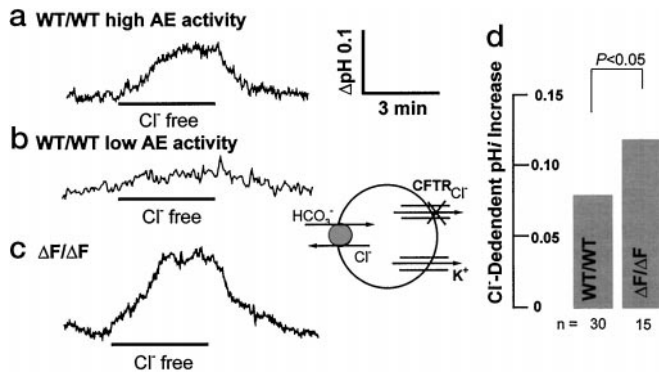 a WT/WT high AE activity
Cl⁻ free
ΔpH 0.1
3 min
b WT/WT low AE activity
Cl⁻ free
c ΔF/ΔF
Cl⁻ free
HCO₃⁻
Cl⁻
CFTR
Cl⁻
K⁺
d
P<0.05
Cl⁻-Dedendent pHi Increase
0.15
0.10
0.05
0
WT/WT
ΔF/ΔF
n = 30 15